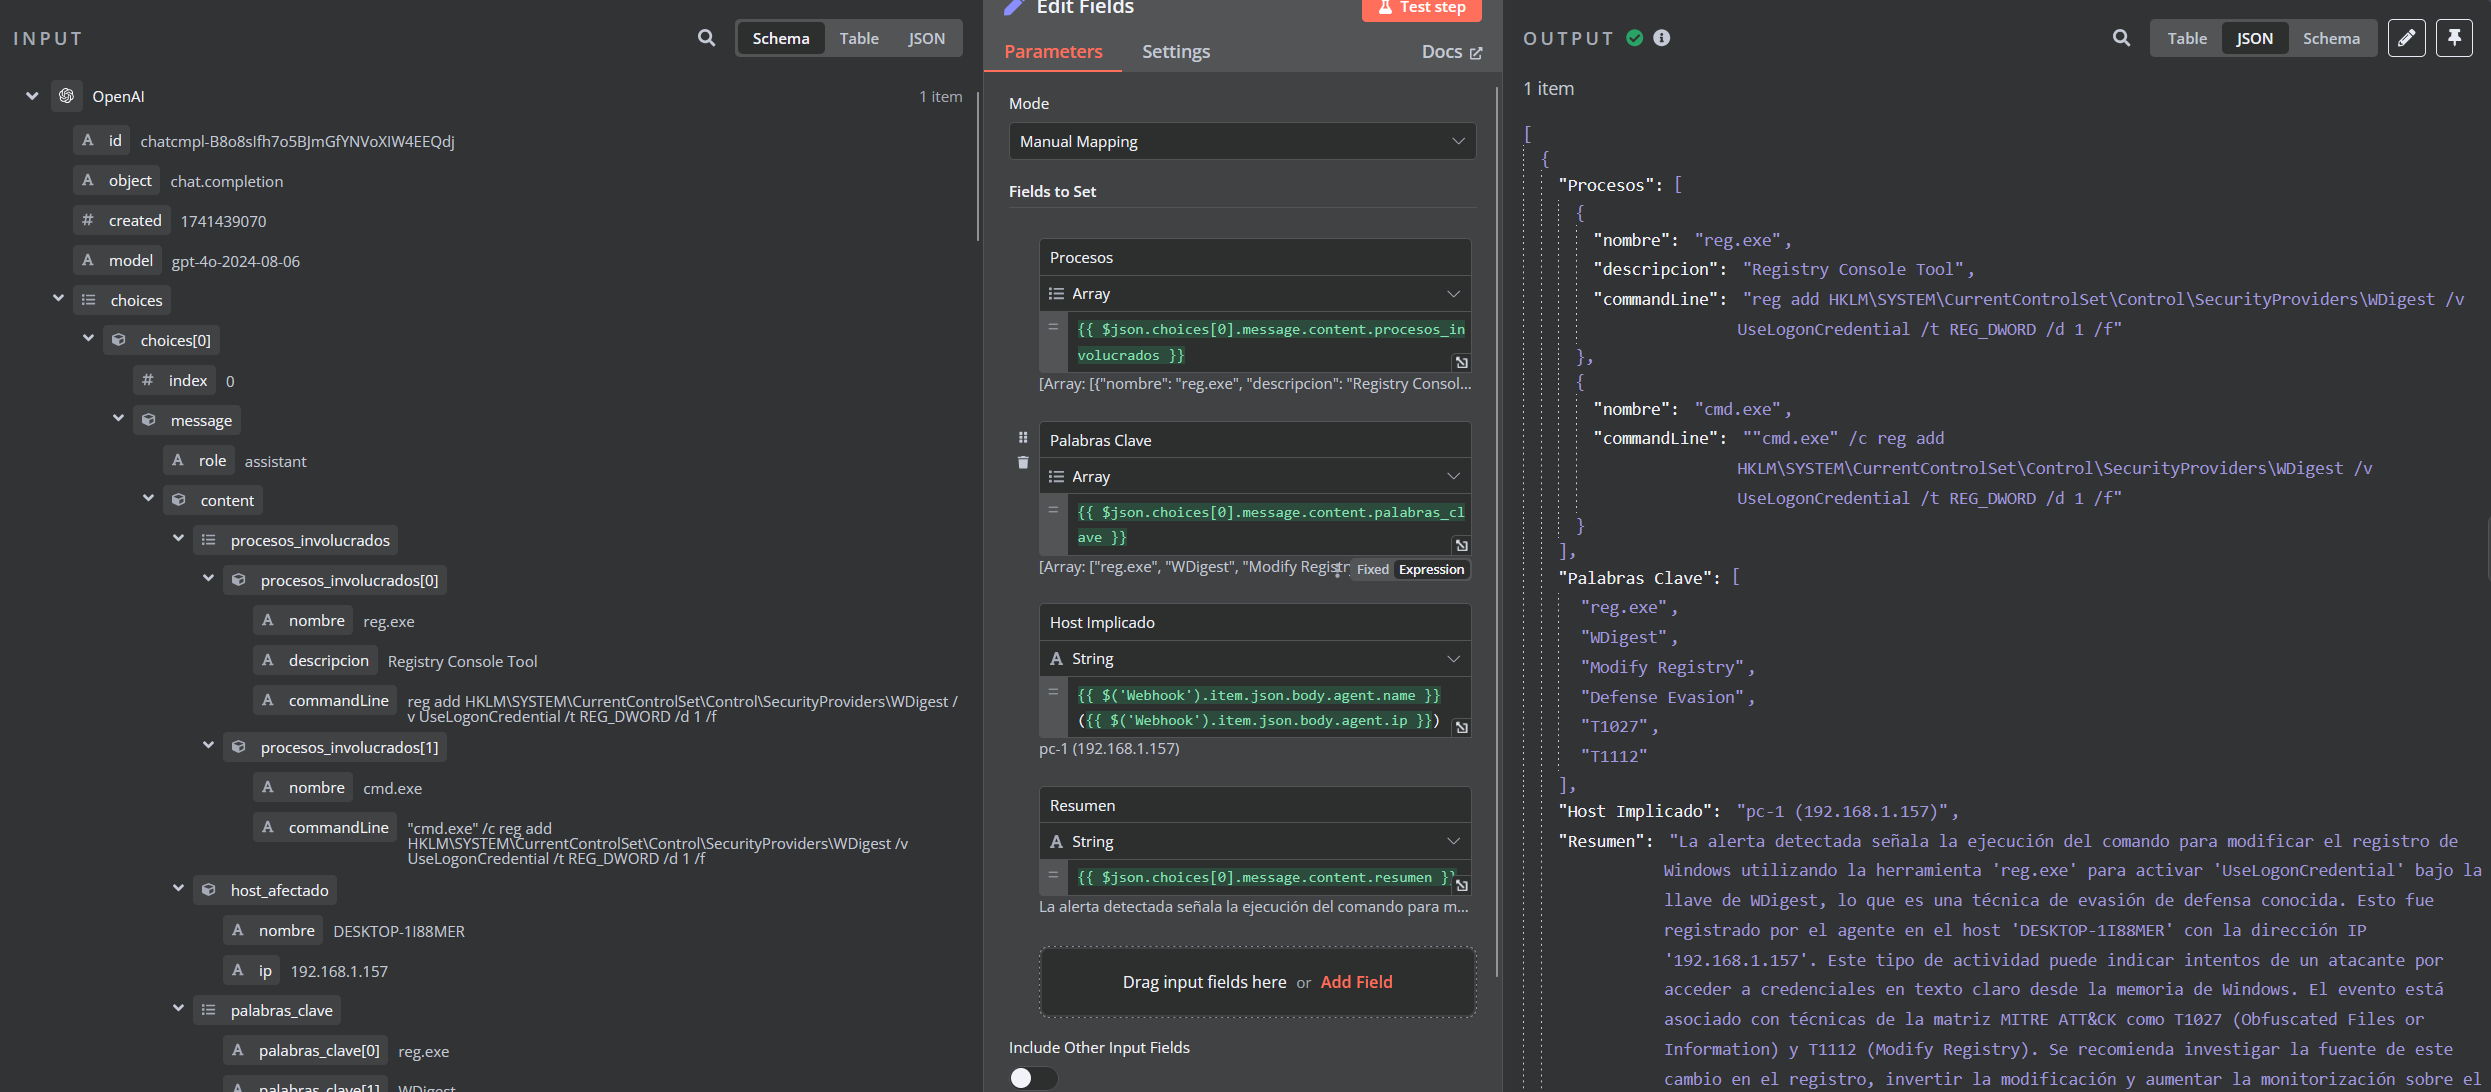 INPUT
Schema
Table
JSON
OpenAI
1 item
id
chatcmpl-B8o8sIfh7o5BJmGfYNVoXIW4EEQdj
object
chat.completion
created
1741439070
model
gpt-4o-2024-08-06
choices
choices[0]
index
0
message
role
assistant
content
procesos_involucrados
procesos_involucrados[0]
nombre
reg.exe
descripcion
Registry Console Tool
commandLine
reg add HKLM\SYSTEM\CurrentControlSet\Control\SecurityProviders\WDigest /
v UseLogonCredential /t REG_DWORD /d 1 /f
procesos_involucrados[1]
nombre
cmd.exe
commandLine
"cmd.exe" /c reg add
HKLM\SYSTEM\CurrentControlSet\Control\SecurityProviders\WDigest /v
UseLogonCredential /t REG_DWORD /d 1 /f
host_afectado
nombre
DESKTOP-1I88MER
ip
192.168.1.157
palabras_clave
palabras_clave[0]
reg.exe
palabras_clave[1]
WDigest
Edit Fields
Test step
Parameters
Settings
Docs
Mode
Manual Mapping
Fields to Set
Procesos
Array
=
{{ $json.choices[0].message.content.procesos_in
volucrados }}
[Array: [{"nombre": "reg.exe", "descripcion": "Registry Consol...
Palabras Clave
Array
=
{{ $json.choices[0].message.content.palabras_cl
ave }}
[Array: ["reg.exe", "WDigest", "Modify Registr
Fixed
Expression
Host Implicado
String
=
{{ $('Webhook').item.json.body.agent.name }}
({{ $('Webhook').item.json.body.agent.ip }})
pc-1 (192.168.1.157)
Resumen
String
=
{{ $json.choices[0].message.content.resumen }}
La alerta detectada señala la ejecución del comando para m...
Drag input fields here or Add Field
Include Other Input Fields
OUTPUT
Table
JSON
Schema
1 item
[
{
"Procesos": [
{
"nombre": "reg.exe",
"descripcion": "Registry Console Tool",
"commandLine": "reg add HKLM\SYSTEM\CurrentControlSet\Control\SecurityProviders\WDigest /v
UseLogonCredential /t REG_DWORD /d 1 /f"
},
{
"nombre": "cmd.exe",
"commandLine": ""cmd.exe" /c reg add
HKLM\SYSTEM\CurrentControlSet\Control\SecurityProviders\WDigest /v
UseLogonCredential /t REG_DWORD /d 1 /f"
}
],
"Palabras Clave": [
"reg.exe",
"WDigest",
"Modify Registry",
"Defense Evasion",
"T1027",
"T1112"
],
"Host Implicado": "pc-1 (192.168.1.157)",
"Resumen": "La alerta detectada señala la ejecución del comando para modificar el registro de
Windows utilizando la herramienta 'reg.exe' para activar 'UseLogonCredential' bajo la
llave de WDigest, lo que es una técnica de evasión de defensa conocida. Esto fue
registrado por el agente en el host 'DESKTOP-1I88MER' con la dirección IP
'192.168.1.157'. Este tipo de actividad puede indicar intentos de un atacante por
acceder a credenciales en texto claro desde la memoria de Windows. El evento está
asociado con técnicas de la matriz MITRE ATT&CK como T1027 (Obfuscated Files or
Information) y T1112 (Modify Registry). Se recomienda investigar la fuente de este
cambio en el registro, invertir la modificación y aumentar la monitorización sobre el